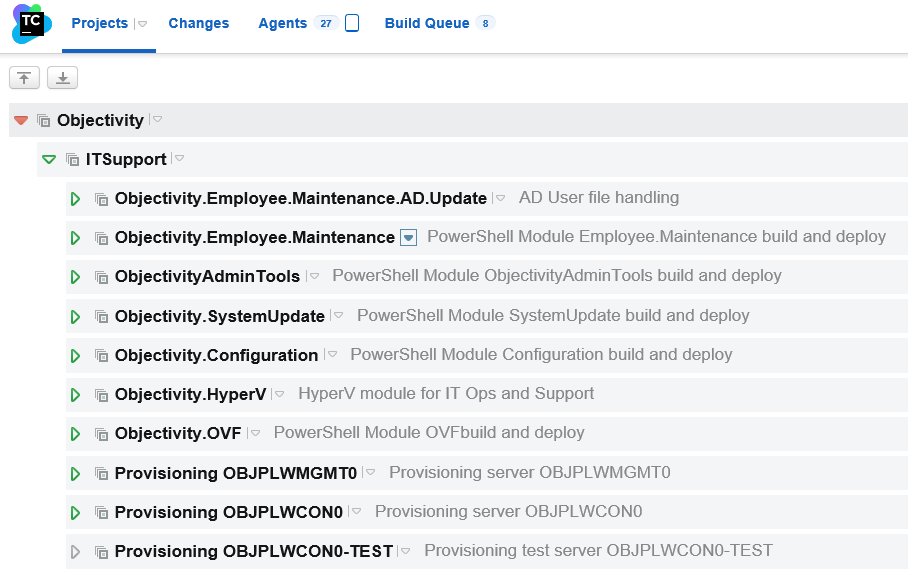 TC
Projects Changes Agents 27 Build Queue 8
Objectivity
ITSupport
Objectivity.Employee.Maintenance.AD.Update AD User file handling
Objectivity.Employee.Maintenance PowerShell Module Employee.Maintenance build and deploy
ObjectivityAdminTools PowerShell Module ObjectivityAdminTools build and deploy
Objectivity.SystemUpdate PowerShell Module SystemUpdate build and deploy
Objectivity.Configuration PowerShell Module Configuration build and deploy
Objectivity.HyperV HyperV module for IT Ops and Support
Objectivity.OVF PowerShell Module OVFbuild and deploy
Provisioning OBJPLWMGMT0 Provisioning server OBJPLWMGMT0
Provisioning OBJPLWCON0 Provisioning server OBJPLWCON0
Provisioning OBJPLWCON0-TEST Provisioning test server OBJPLWCON0-TEST